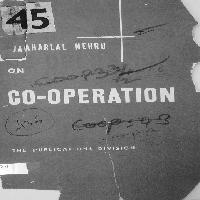 45
JAWAHARLAL NEHRU
ON
CO-OPERATION
THE PUBLICATIONS DIVISION